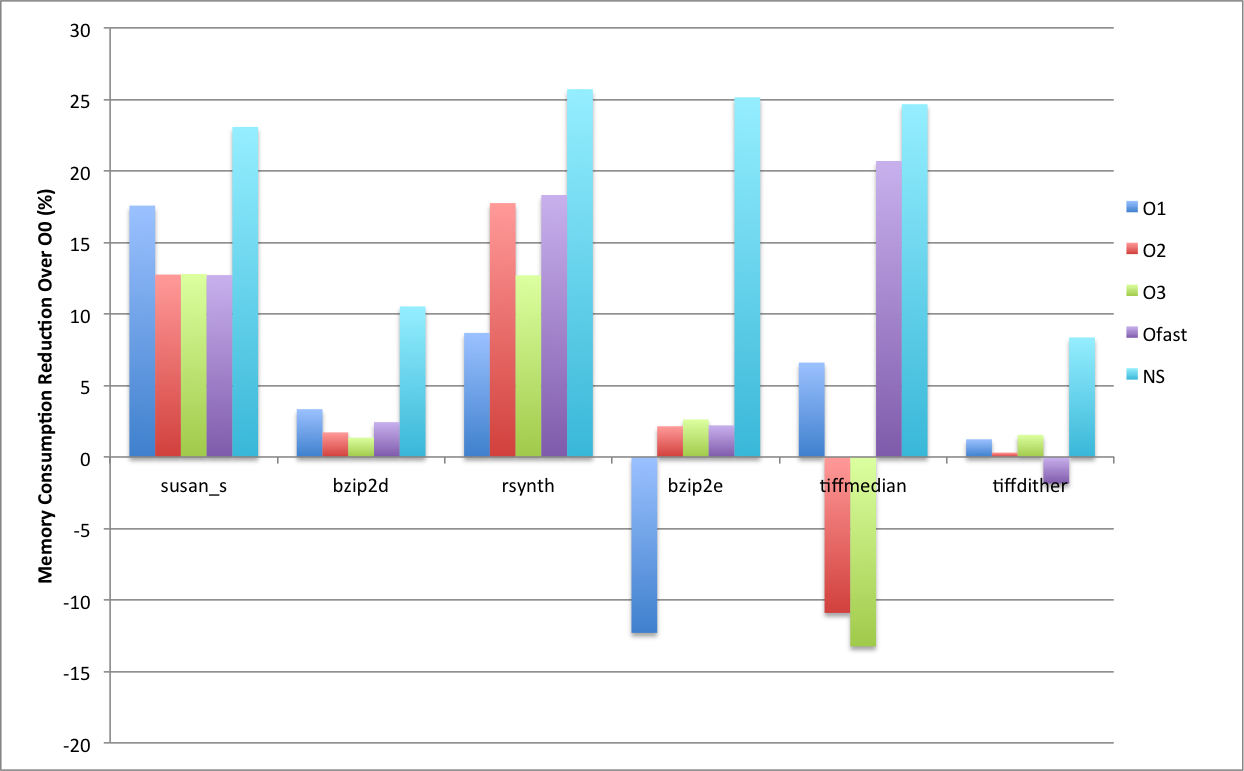 Memory Consumption Reduction Over O0 (%)
30
25
20
15
10
5
0
-5
-10
-15
-20
susan_s
bzip2d
rsynth
bzip2e
tiffmedian
tiffdither
O1
O2
O3
Ofast
NS